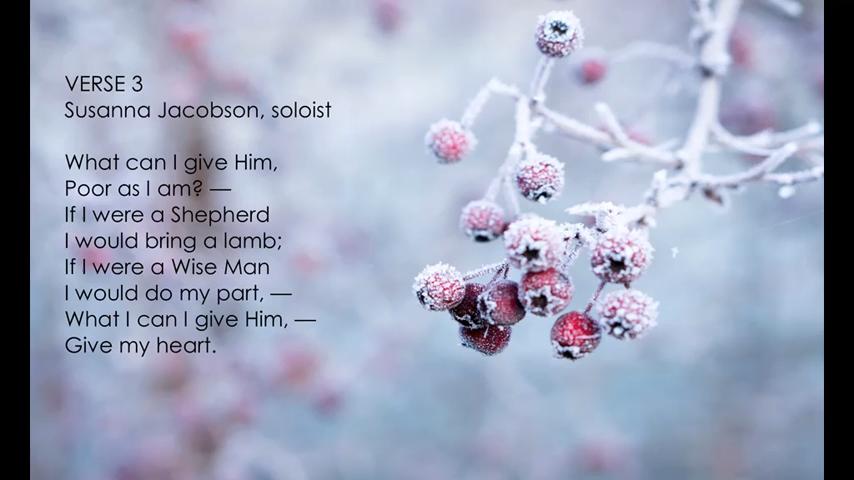 VERSE 3
Susanna Jacobson, soloist
What can I give Him,
Poor as I am? —
If I were a Shepherd
I would bring a lamb;
If I were a Wise Man
I would do my part, —
What I can I give Him, —
Give my heart.